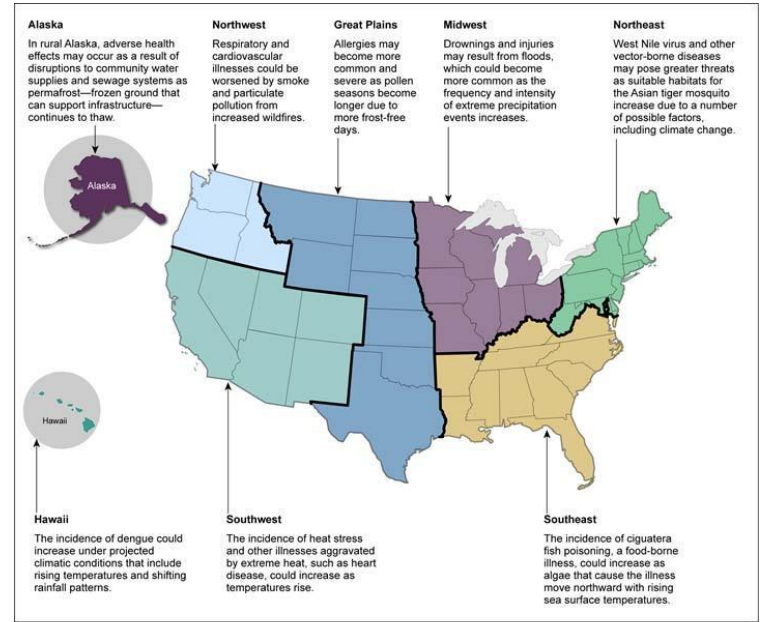 Alaska
In rural Alaska, adverse health
effects may occur as a result of
disruptions to community water
supplies and sewage systems as
permafrost—frozen ground that
can support infrastructure—
continues to thaw.
Northwest
Respiratory and
cardiovascular
illnesses could be
worsened by smoke
and particulate
pollution from
increased wildfires.
Great Plains
Allergies may
become more
common and
severe as pollen
seasons become
longer due to
more frost-free
days.
Midwest
Drownings and injuries
may result from floods,
which could become
more common as the
frequency and intensity
of extreme precipitation
events increases.
Northeast
West Nile virus and other
vector-borne diseases
may pose greater threats
as suitable habitats for
the Asian tiger mosquito
increase due to a number
of possible factors,
including climate change.
Alaska
Hawaii
Hawaii
The incidence of dengue could
increase under projected
climatic conditions that include
rising temperatures and shifting
rainfall patterns.
Southwest
The incidence of heat stress
and other illnesses aggravated
by extreme heat, such as heart
disease, could increase as
temperatures rise.
Southeast
The incidence of ciguatera
fish poisoning, a food-borne
illness, could increase as
algae that cause the illness
move northward with rising
sea surface temperatures.